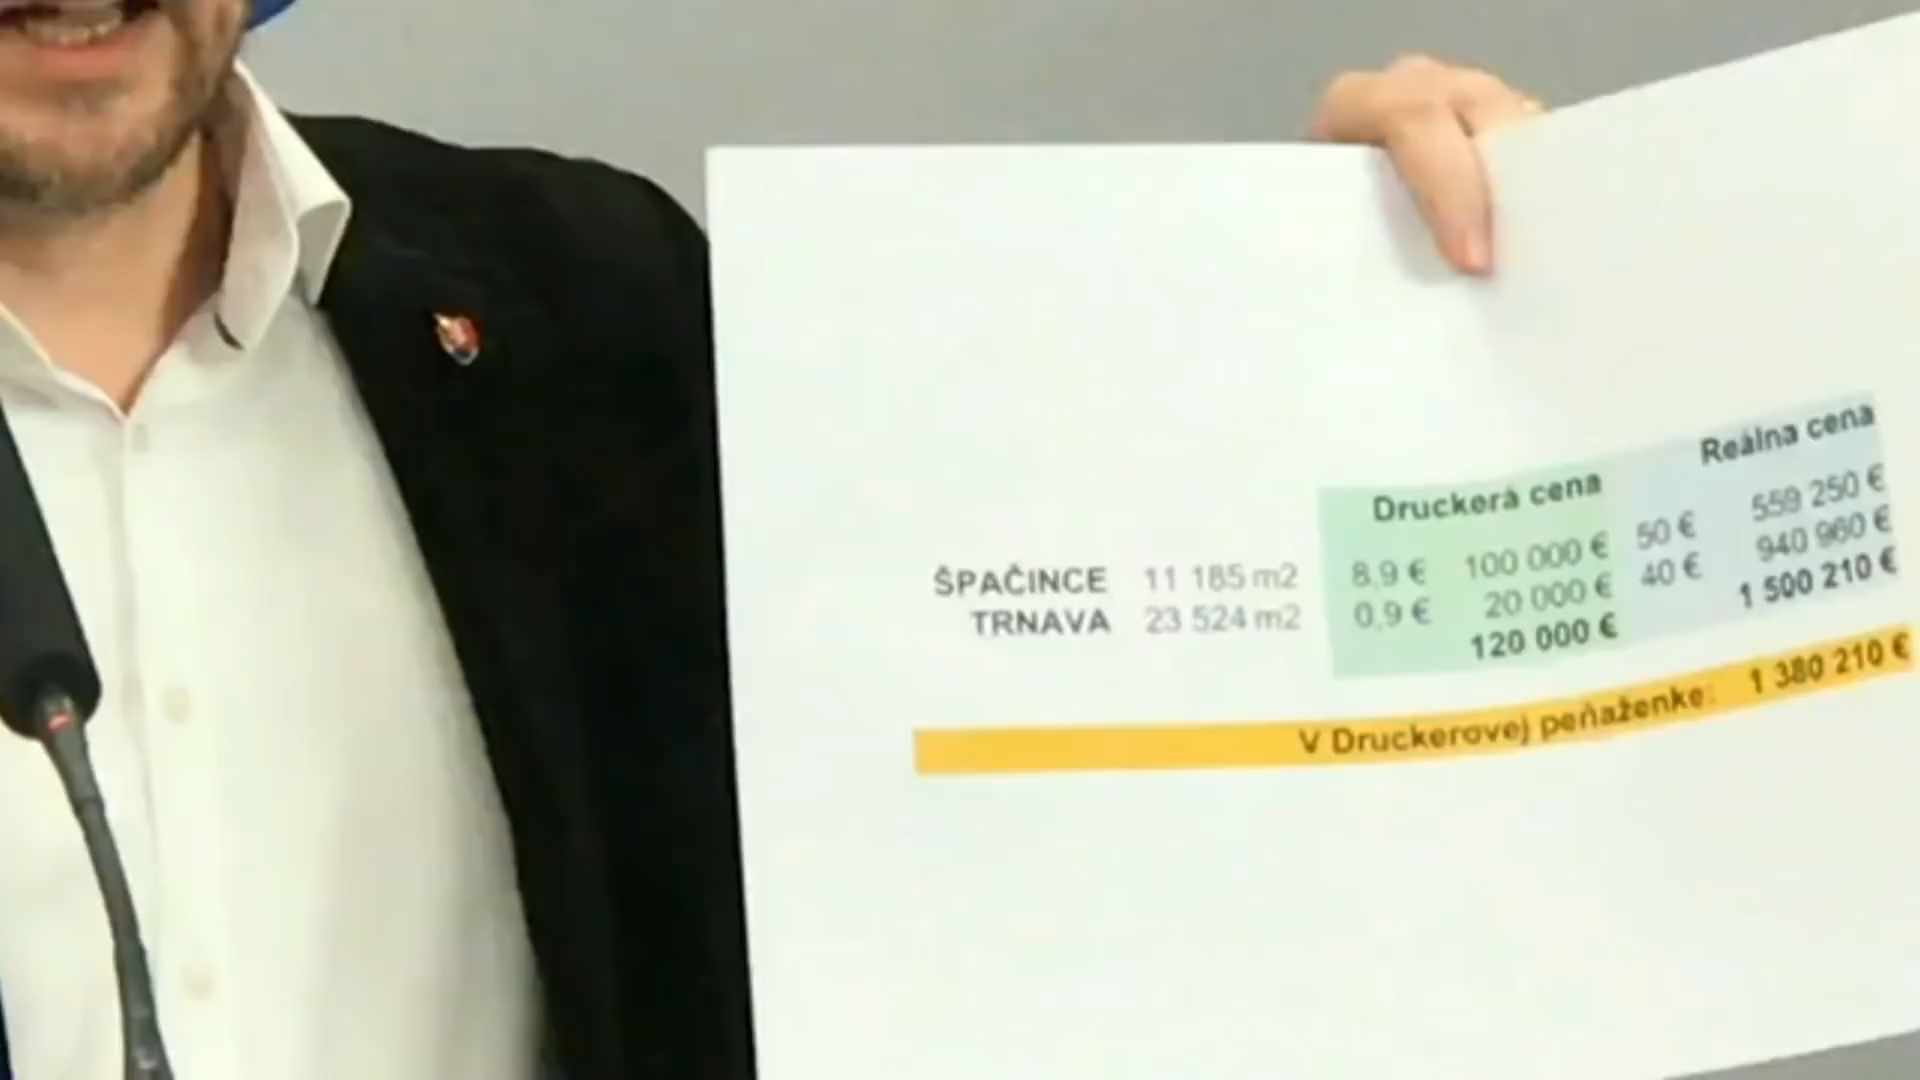 Druckerá cena Reálna cena
ŠPAČINCE 11 185 m2 8,9 € 100 000 € 50 € 559 250 €
TRNAVA 23 524 m2 0,9 € 20 000 € 40 € 940 960 €
120 000 € 1 500 210 €
V Druckerovej peňaženke: 1 380 210 €